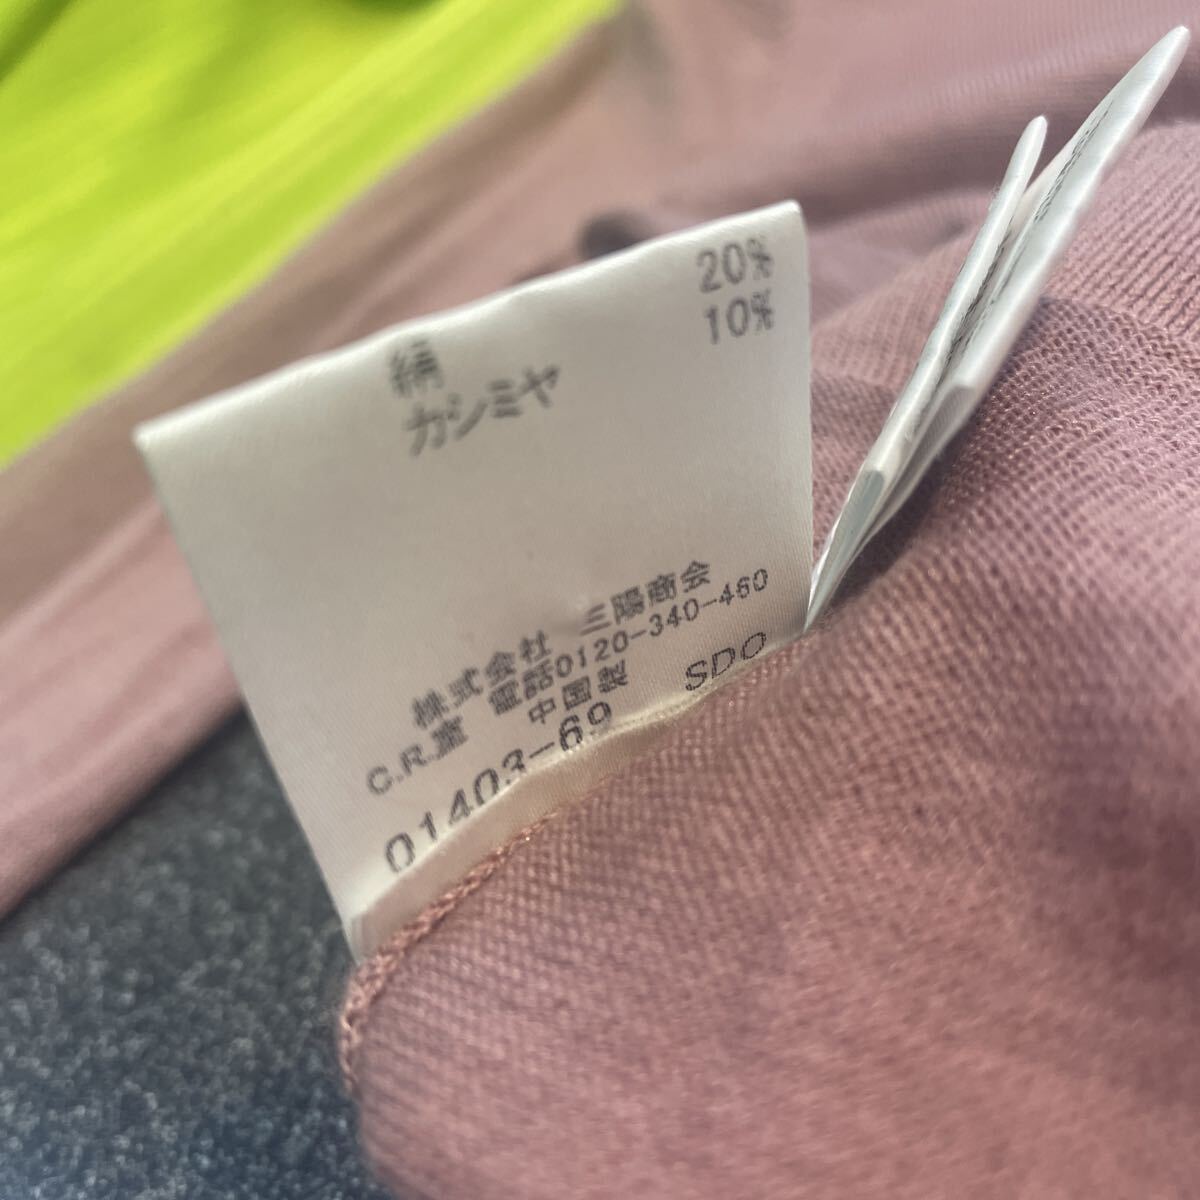 絹 20%
カシミヤ 10%
株式会社 三陽商会
C.R.室 電話0120-340-460
中国製
01403-69 SDO